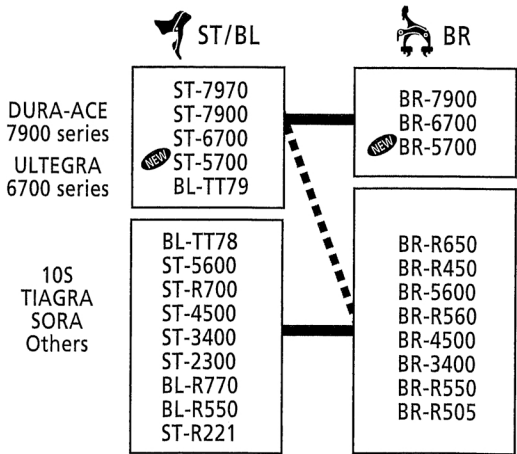 ST/BL
BR
DURA-ACE
7900 series
ULTEGRA
6700 series
ST-7970
ST-7900
ST-6700
NEW ST-5700
BL-TT79
BR-7900
BR-6700
NEW BR-5700
10S
TIAGRA
SORA
Others
BL-TT78
ST-5600
ST-R700
ST-4500
ST-3400
ST-2300
BL-R770
BL-R550
ST-R221
BR-R650
BR-R450
BR-5600
BR-R560
BR-4500
BR-3400
BR-R550
BR-R505